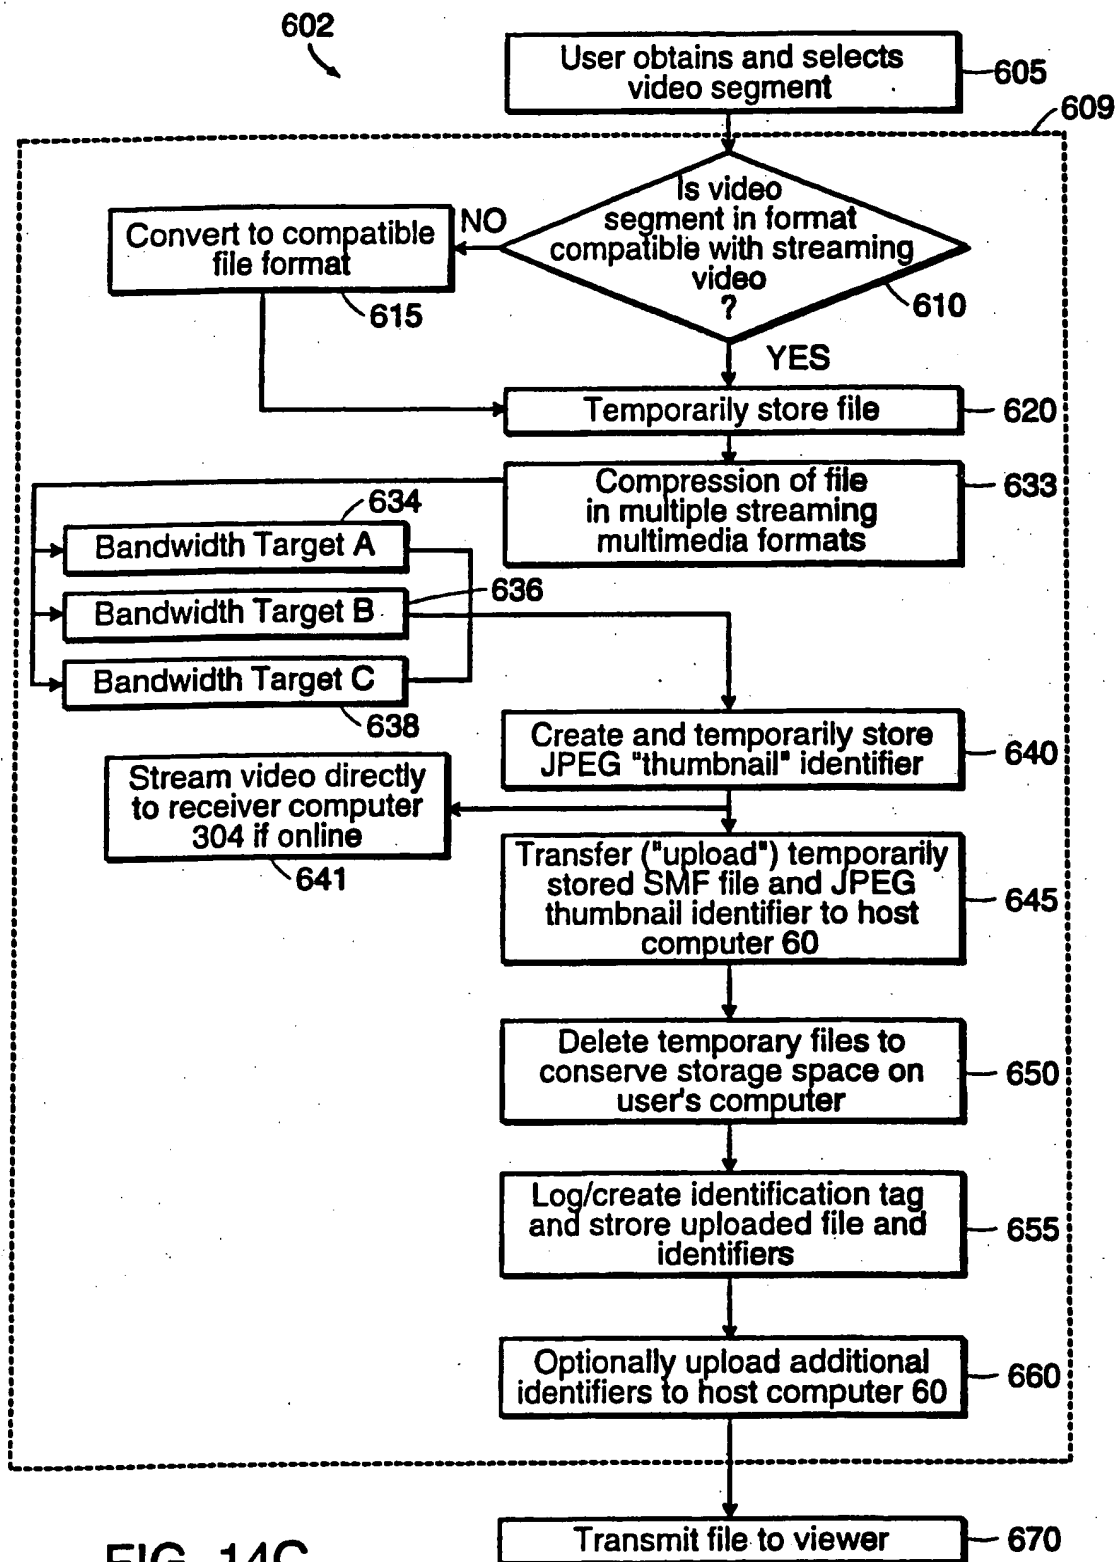 602
User obtains and selects
video segment
605
609
Is video
segment in format
compatible with streaming
video
?
610
NO
Convert to compatible
file format
615
YES
Temporarily store file
620
Compression of file
in multiple streaming
multimedia formats
633
634
Bandwidth Target A
636
Bandwidth Target B
Bandwidth Target C
638
Create and temporarily store
JPEG "thumbnail" identifier
640
Stream video directly
to receiver computer
304 if online
641
Transfer ("upload") temporarily
stored SMF file and JPEG
thumbnail identifier to host
computer 60
645
Delete temporary files to
conserve storage space on
user's computer
650
Log/create identification tag
and strore uploaded file and
identifiers
655
Optionally upload additional
identifiers to host computer 60
660
Transmit file to viewer
670
FIG. 14C